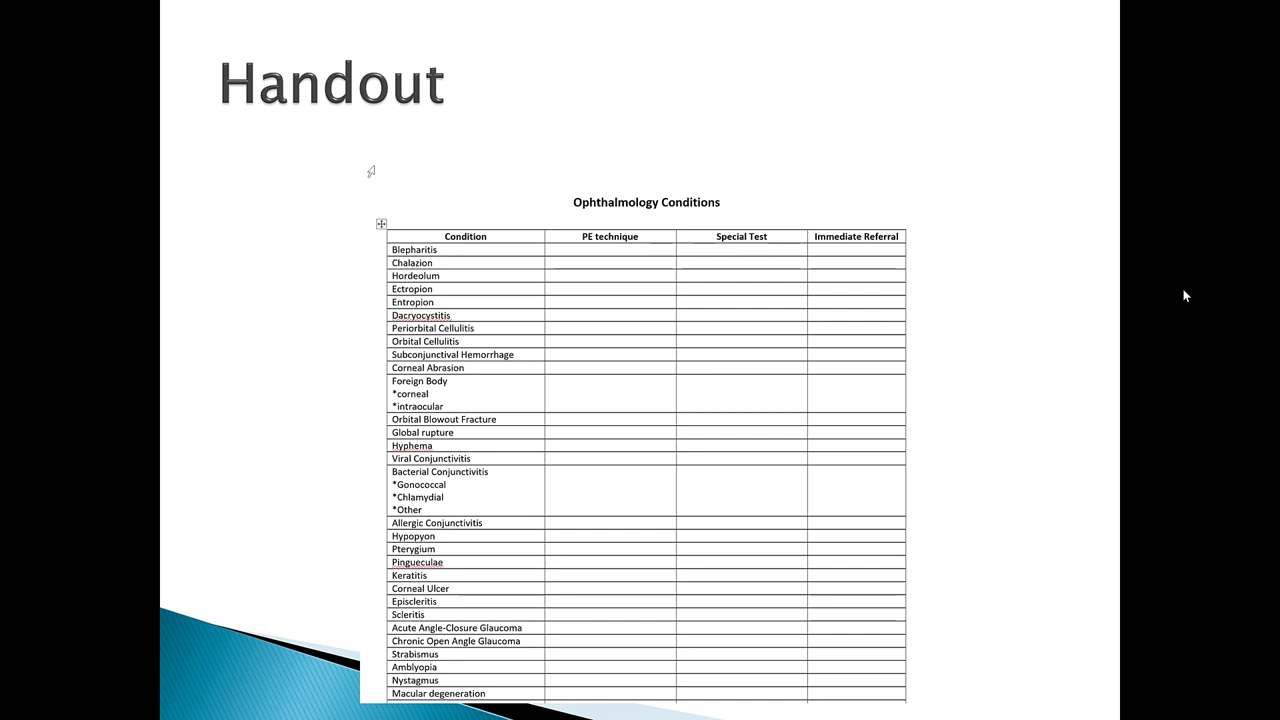 Handout
Ophthalmology Conditions
Condition PE technique Special Test Immediate Referral
Blepharitis
Chalazion
Hordeolum
Ectropion
Entropion
Dacryocystitis
Periorbital Cellulitis
Orbital Cellulitis
Subconjunctival Hemorrhage
Corneal Abrasion
Foreign Body
*corneal
*intraocular
Orbital Blowout Fracture
Global rupture
Hyphema
Viral Conjunctivitis
Bacterial Conjunctivitis
*Gonococcal
*Chlamydial
*Other
Allergic Conjunctivitis
Hypopyon
Pterygium
Pingueculae
Keratitis
Corneal Ulcer
Episcleritis
Scleritis
Acute Angle-Closure Glaucoma
Chronic Open Angle Glaucoma
Strabismus
Amblyopia
Nystagmus
Macular degeneration